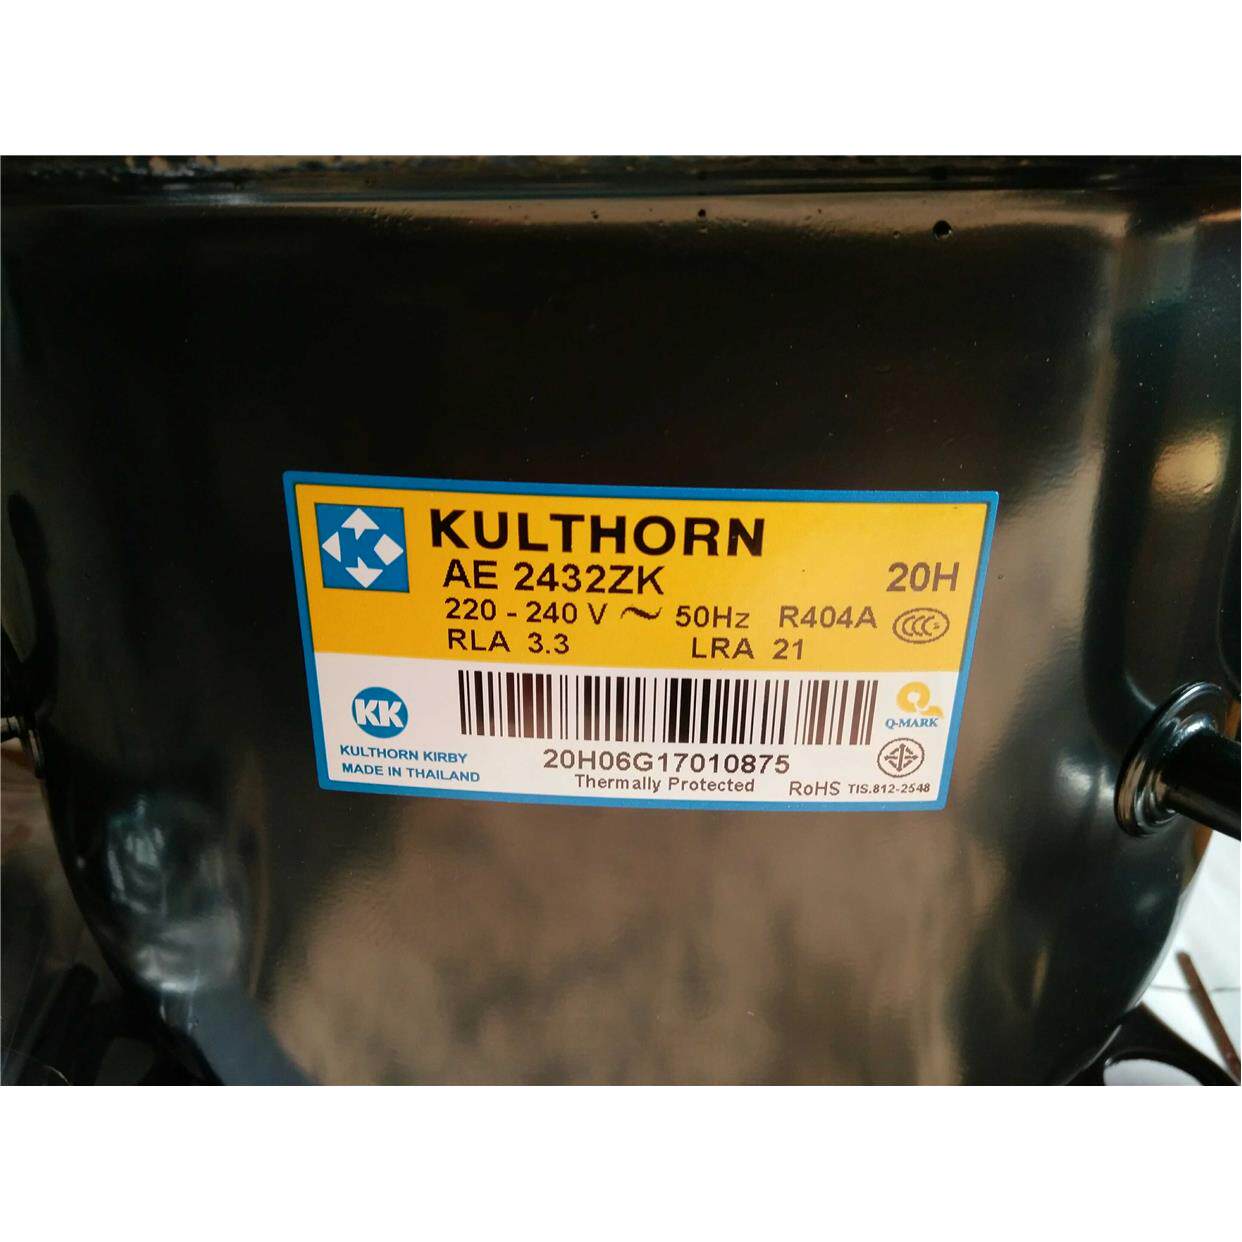 KULTHORN
AE 2432ZK 20H
220 - 240 V ~ 50Hz R404A
RLA 3.3 LRA 21
KK
Q-MARK
KULTHORN KIRBY
MADE IN THAILAND
20H06G17010875
Thermally Protected
RoHS TIS.812-2548